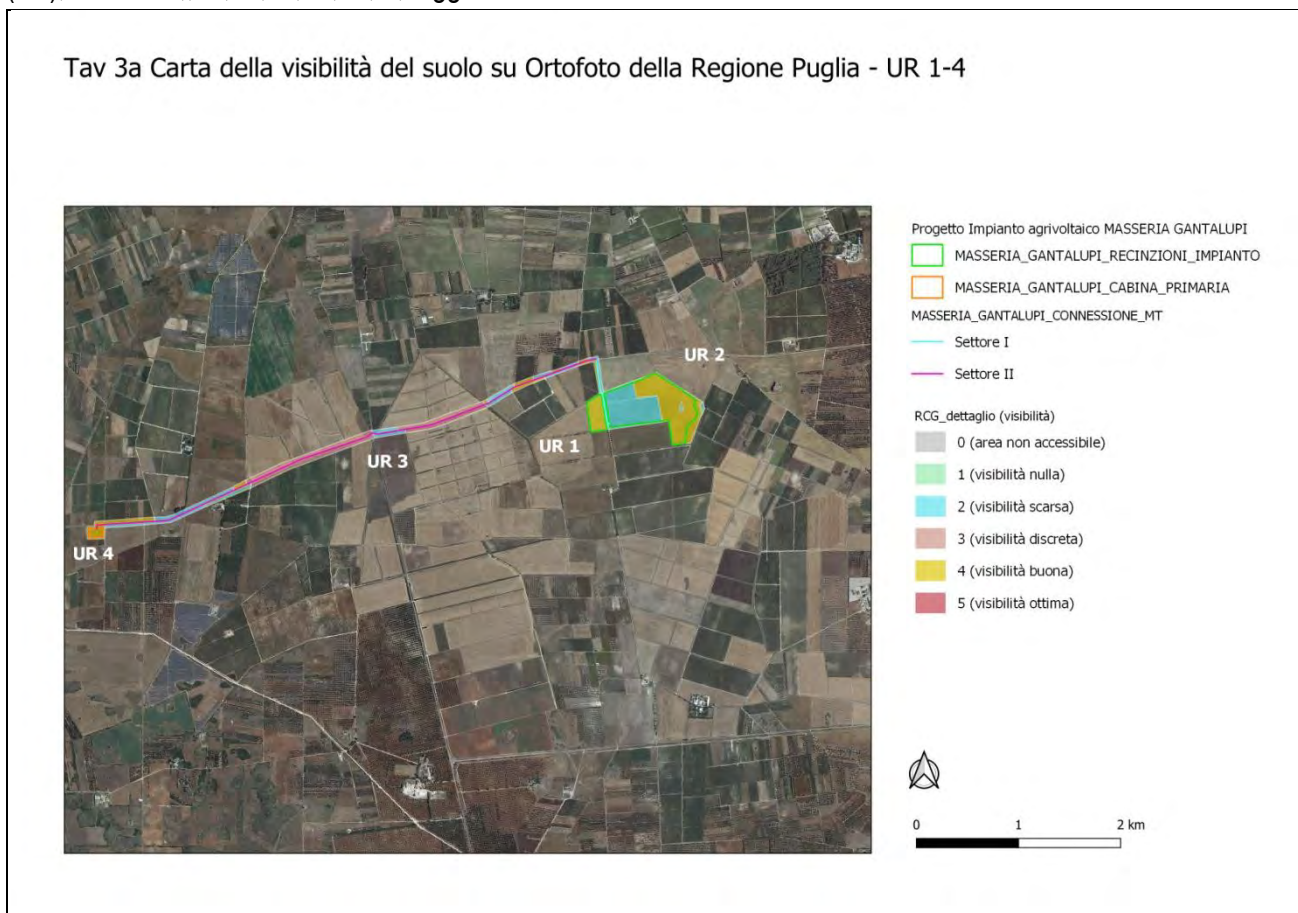 Tav 3a Carta della visibilità del suolo su Ortofoto della Regione Puglia - UR 1-4
UR 2
UR 1
UR 3
UR 4
Progetto Impianto agrivoltaico MASSERIA GANTALUPI
MASSERIA_GANTALUPI_RECINZIONI_IMPIANTO
MASSERIA_GANTALUPI_CABINA_PRIMARIA
MASSERIA_GANTALUPI_CONNESSIONE_MT
Settore I
Settore II
RCG_dettaglio (visibilità)
0 (area non accessibile)
1 (visibilità nulla)
2 (visibilità scarsa)
3 (visibilità discreta)
4 (visibilità buona)
5 (visibilità ottima)
0 1 2 km